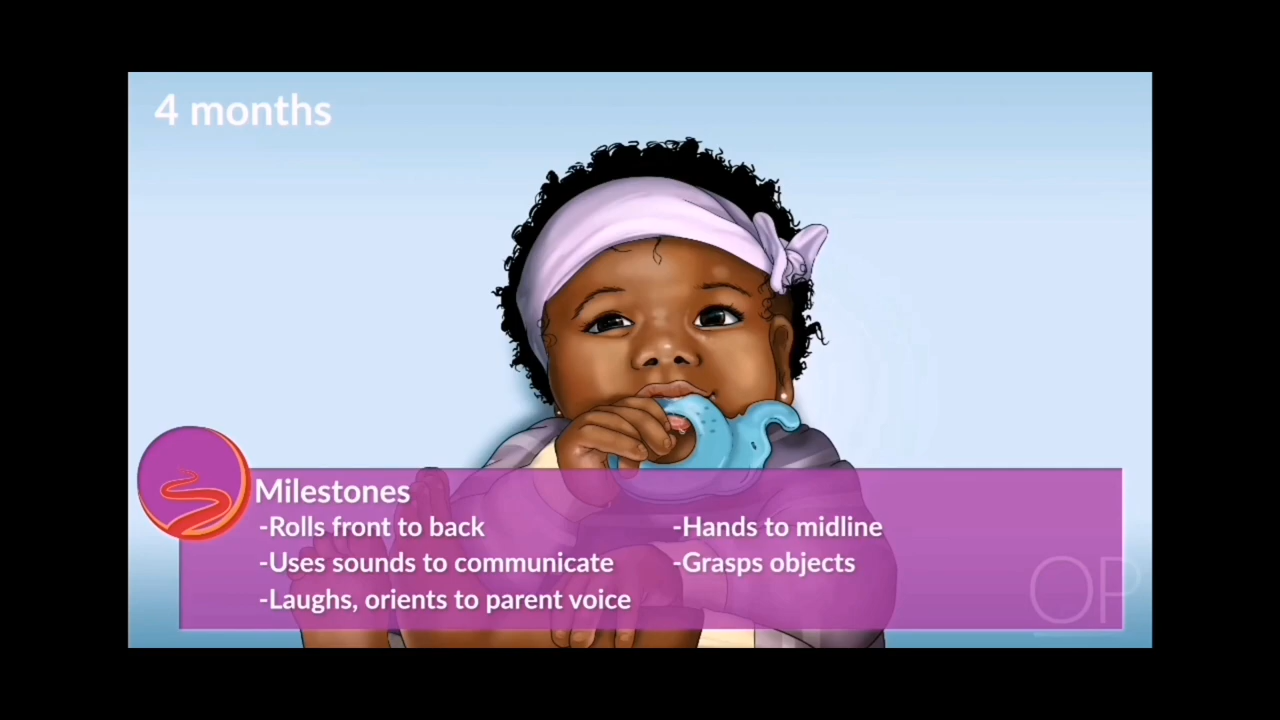 4 months
Milestones
-Rolls front to back
-Uses sounds to communicate
-Laughs, orients to parent voice
-Hands to midline
-Grasps objects
OP